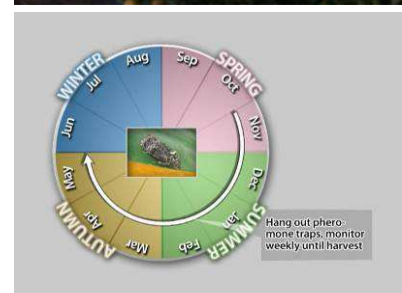 WINTER
SPRING
SUMMER
AUTUMN
Jun
Jul
Aug
Sep
Oct
Nov
Dec
Jan
Feb
Mar
Apr
May
Hang out phero-
mone traps, monitor
weekly until harvest